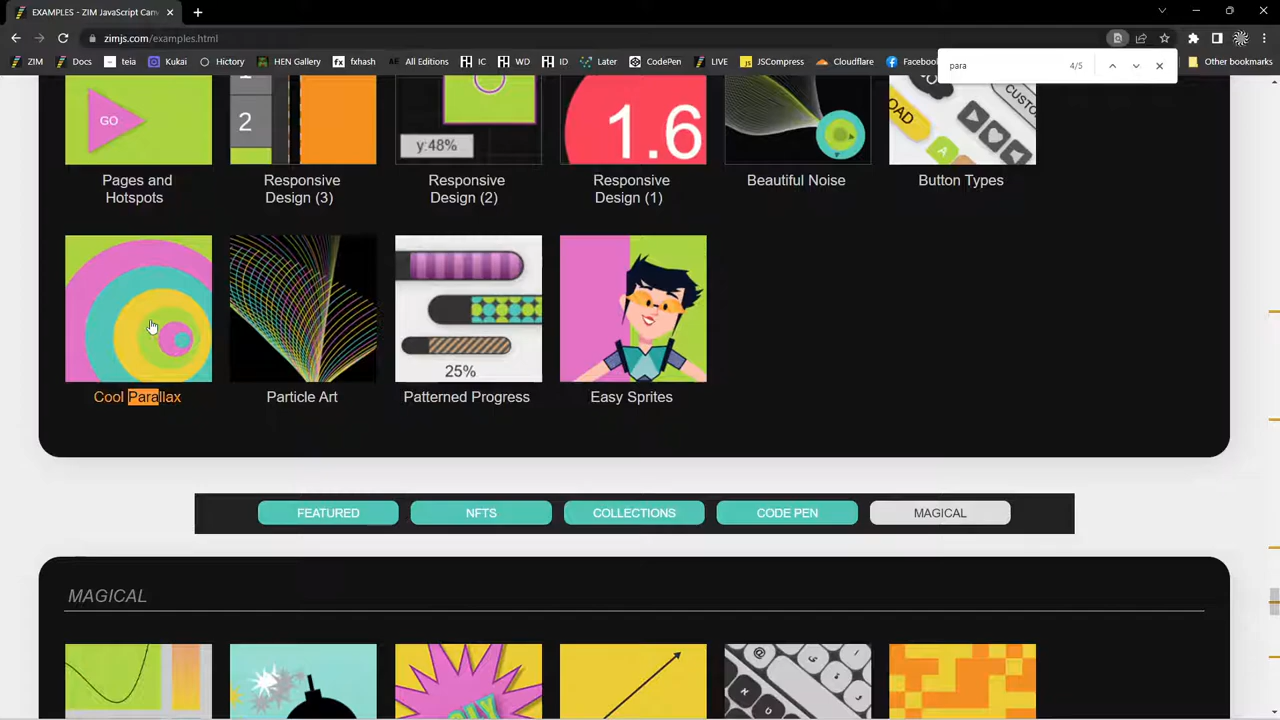 EXAMPLES - ZIM JavaScript Can
zimjs.com/examples.html
ZIM Docs teia Kukai Hictory HEN Gallery fxhash All Editions IC WD ID Later CodePen LIVE JSCompress Cloudflare Facebook Other bookmarks
para 4/5
GO
2
y:48%
1.6
CUSTO
OAD
A
Pages and
Hotspots
Responsive
Design (3)
Responsive
Design (2)
Responsive
Design (1)
Beautiful Noise
Button Types
25%
Cool Parallax
Particle Art
Patterned Progress
Easy Sprites
FEATURED
NFTS
COLLECTIONS
CODE PEN
MAGICAL
MAGICAL